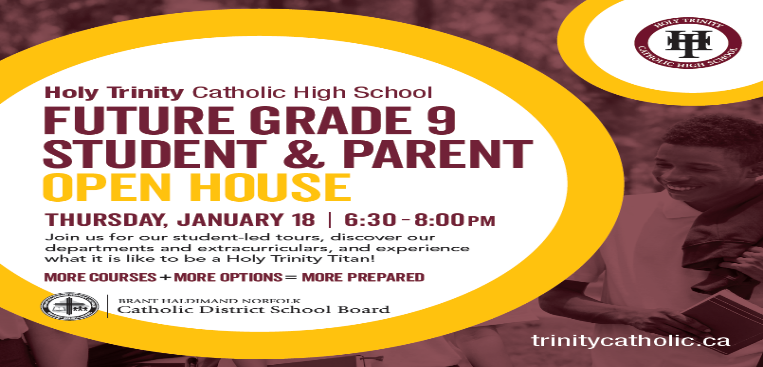 HOLY TRINITY
HT
CATHOLIC HIGH SCHOOL
Holy Trinity Catholic High School
FUTURE GRADE 9
STUDENT & PARENT
OPEN HOUSE
THURSDAY, JANUARY 18 | 6:30 - 8:00 PM
Join us for our student-led tours, discover our
departments and extracurriculars, and experience
what it is like to be a Holy Trinity Titan!
MORE COURSES + MORE OPTIONS = MORE PREPARED
BRANT HALDIMAND NORFOLK
Catholic District School Board
trinitycatholic.ca